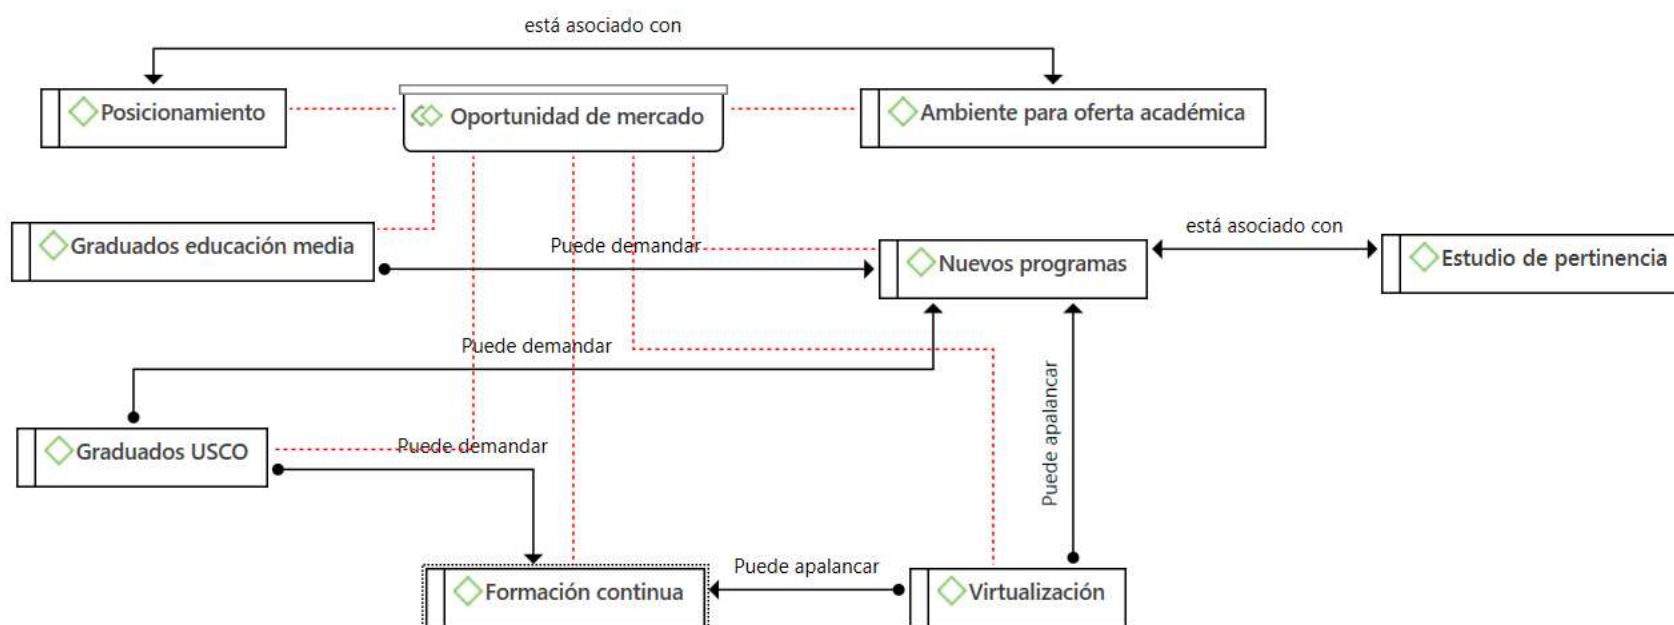 está asociado con
Posicionamiento
Oportunidad de mercado
Ambiente para oferta académica
Graduados educación media
Puede demandar
está asociado con
Nuevos programas
Estudio de pertinencia
Puede demandar
Puede apalancar
Graduados USCO
Puede demandar
Formación continua
Puede apalancar
Virtualización